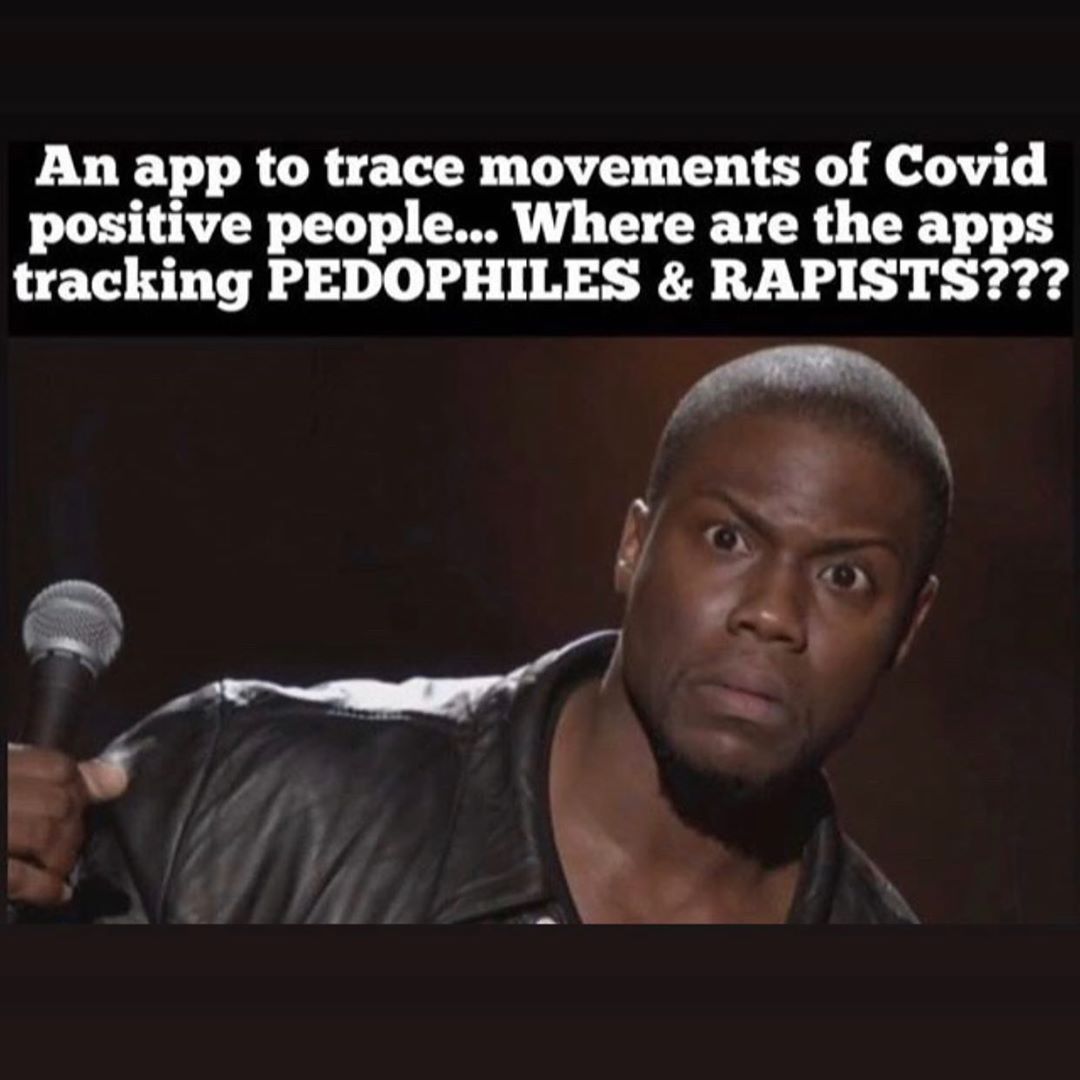 An app to trace movements of Covid
positive people... Where are the apps
tracking PEDOPHILES & RAPISTS???